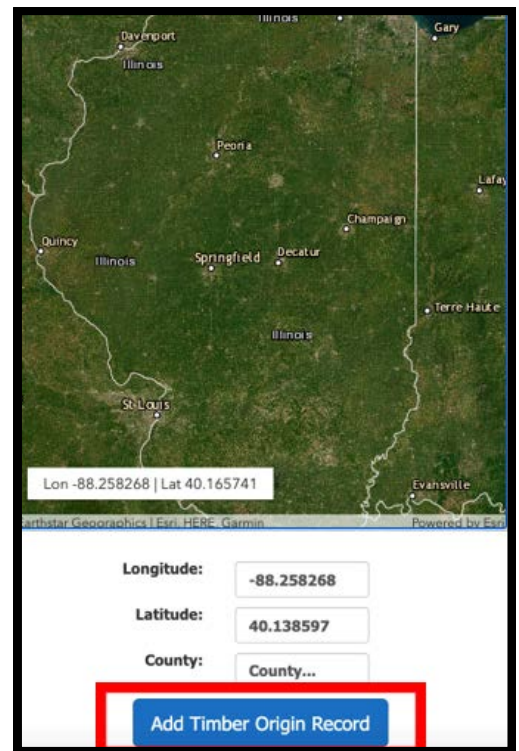 Illinois
Davenport
Gary
Illinois
Peoria
Lafay
Champaign
Quincy
Illinois
Springfield
Decatur
Terre Haute
Illinois
St Louis
Lon -88.258268 | Lat 40.165741
Evansville
arthstar Geographics | Esri, HERE, Garmin
Powered by Esri
Longitude:
-88.258268
Latitude:
40.138597
County:
County...
Add Timber Origin Record